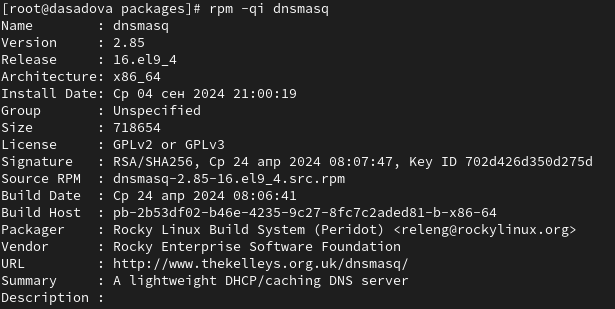 [root@dasadova packages]# rpm -qi dnsmasq
Name        : dnsmasq
Version     : 2.85
Release     : 16.el9_4
Architecture: x86_64
Install Date: Ср 04 сен 2024 21:00:19
Group       : Unspecified
Size        : 718654
License     : GPLv2 or GPLv3
Signature   : RSA/SHA256, Ср 24 апр 2024 08:07:47, Key ID 702d426d350d275d
Source RPM  : dnsmasq-2.85-16.el9_4.src.rpm
Build Date  : Ср 24 апр 2024 08:06:41
Build Host  : pb-2b53df02-b46e-4235-9c27-8fc7c2aded81-b-x86-64
Packager    : Rocky Linux Build System (Peridot) <releng@rockylinux.org>
Vendor      : Rocky Enterprise Software Foundation
URL         : http://www.thekelleys.org.uk/dnsmasq/
Summary     : A lightweight DHCP/caching DNS server
Description :